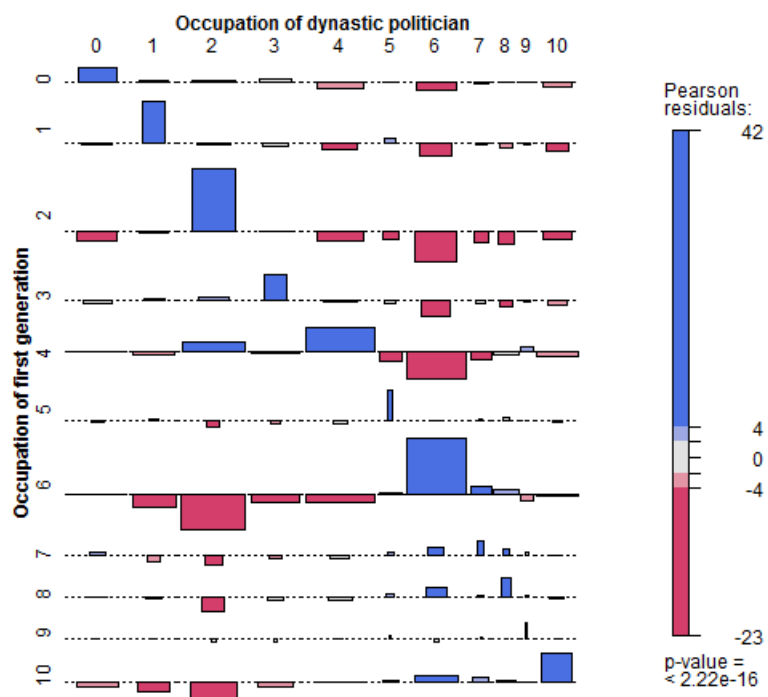 Occupation of dynastic politician
0 1 2 3 4 5 6 7 8 9 10
Occupation of first generation
0
1
2
3
4
5
6
7
8
9
10
Pearson
residuals:
42
4
0
-4
-23
p-value =
< 2.22e-16